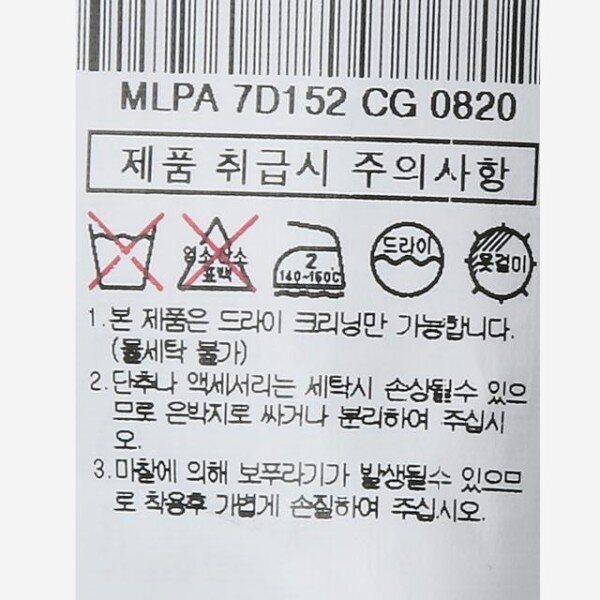 MLPA 7D152 CG 0820
제품 취급시 주의사항
염소 산소
표백
2
140~160℃
드라이
옷걸이
1.본 제품은 드라이 크리닝만 가능합니다.
(물세탁 불가)
2.단추나 액세서리는 세탁시 손상될수 있으
므로 은박지로 싸거나 분리하여 주십시
오.
3.마찰에 의해 보푸라기가 발생될수 있으므
로 착용후 가볍게 손질하여 주십.시오.